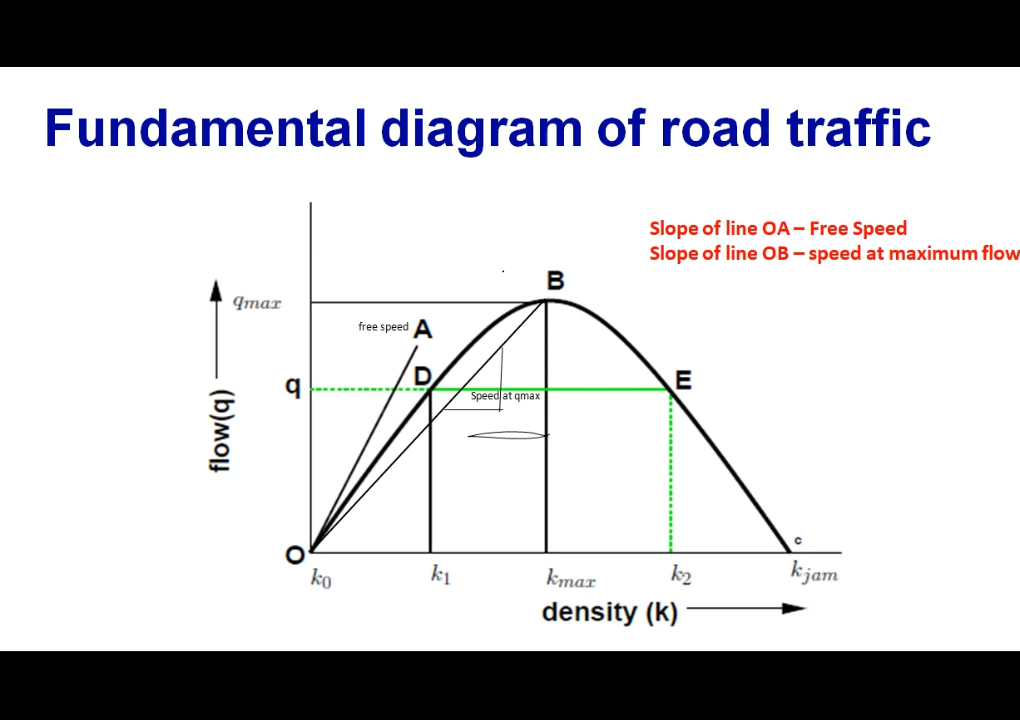 Fundamental diagram of road traffic
Slope of line OA – Free Speed
Slope of line OB – speed at maximum flow
B
qmax
free speed A
D
E
q
Speed at qmax
flow(q)
O
c
k0
k1
kmax
k2
kjam
density (k)